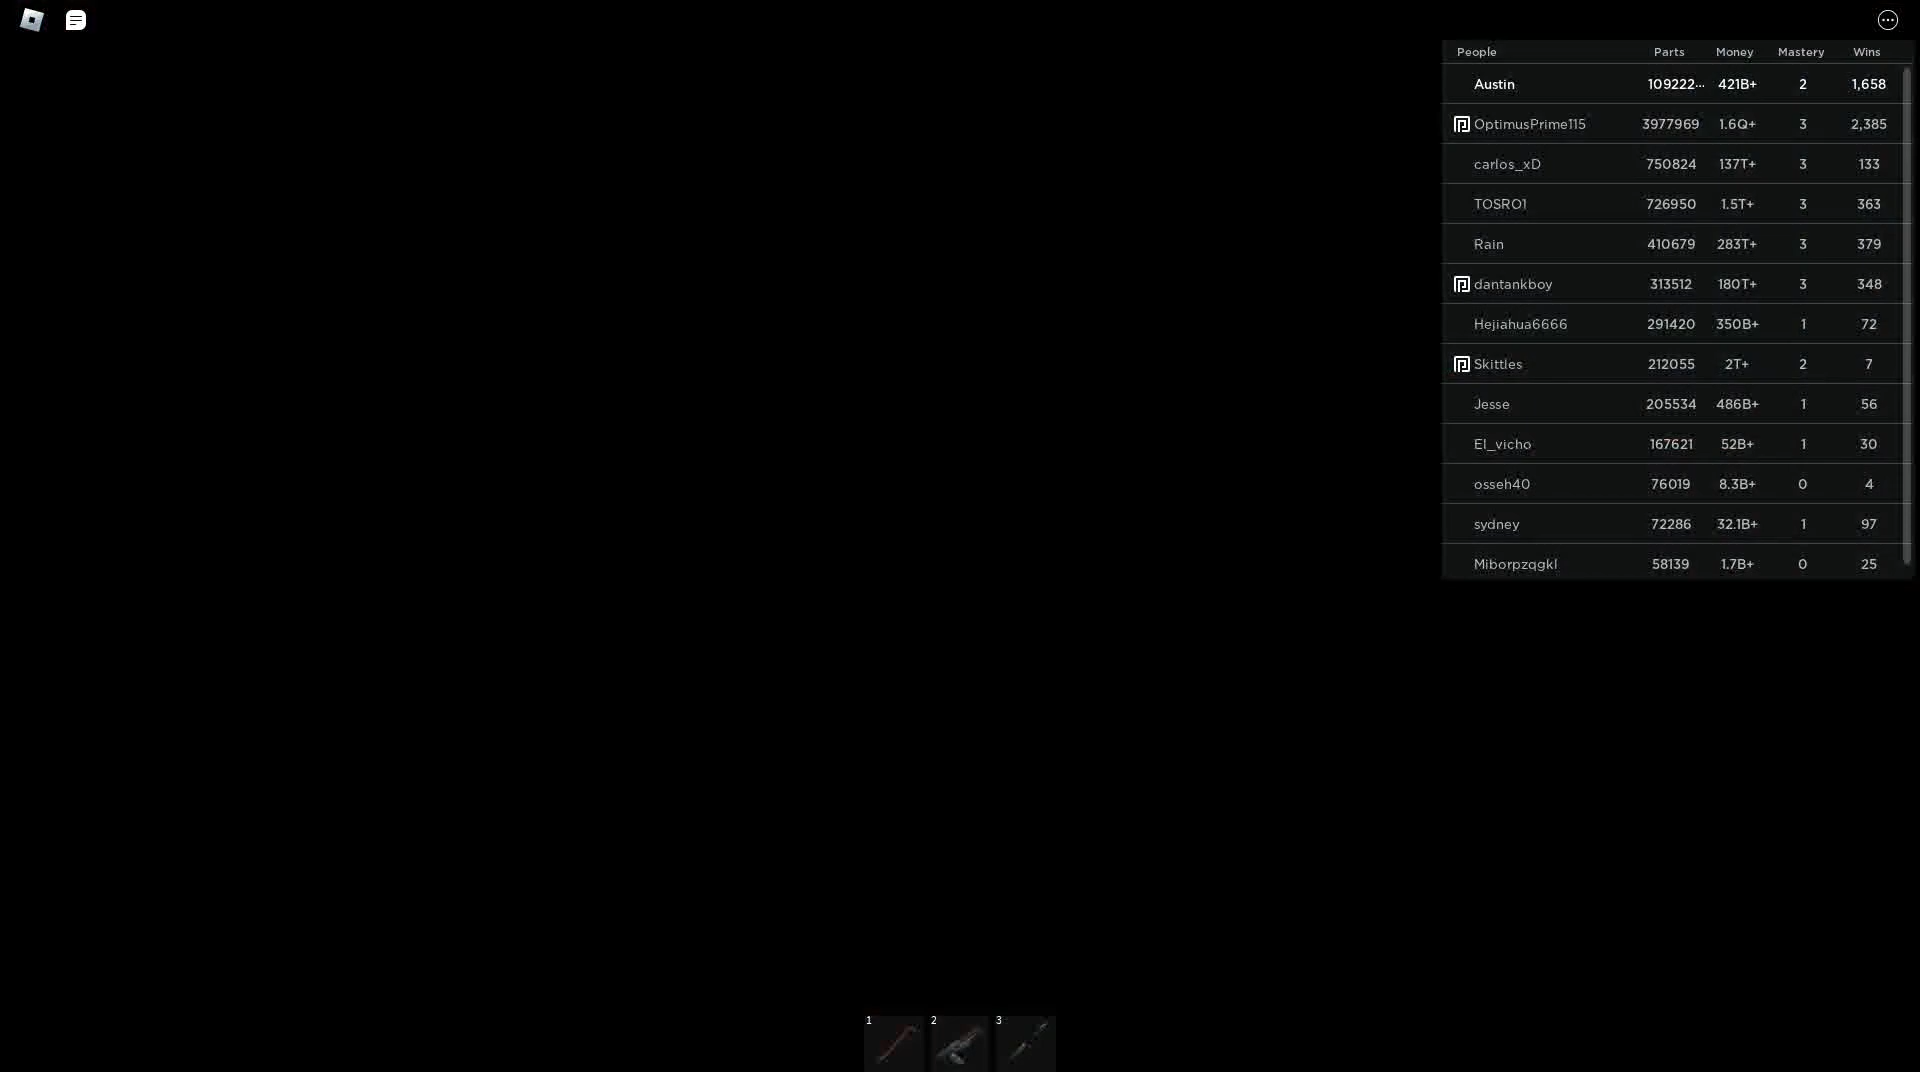 People Parts Money Mastery Wins
Austin 109222... 421B+ 2 1,658
OptimusPrime115 3977969 1.6Q+ 3 2,385
carlos_xD 750824 137T+ 3 133
TOSRO1 726950 1.5T+ 3 363
Rain 410679 283T+ 3 379
dantankboy 313512 180T+ 3 348
Hejiahua6666 291420 350B+ 1 72
Skittles 212055 2T+ 2 7
Jesse 205534 486B+ 1 56
El_vicho 167621 52B+ 1 30
osseh40 76019 8.3B+ 0 4
sydney 72286 32.1B+ 1 97
Miborpzqgkl 58139 1.7B+ 0 25
1 2 3